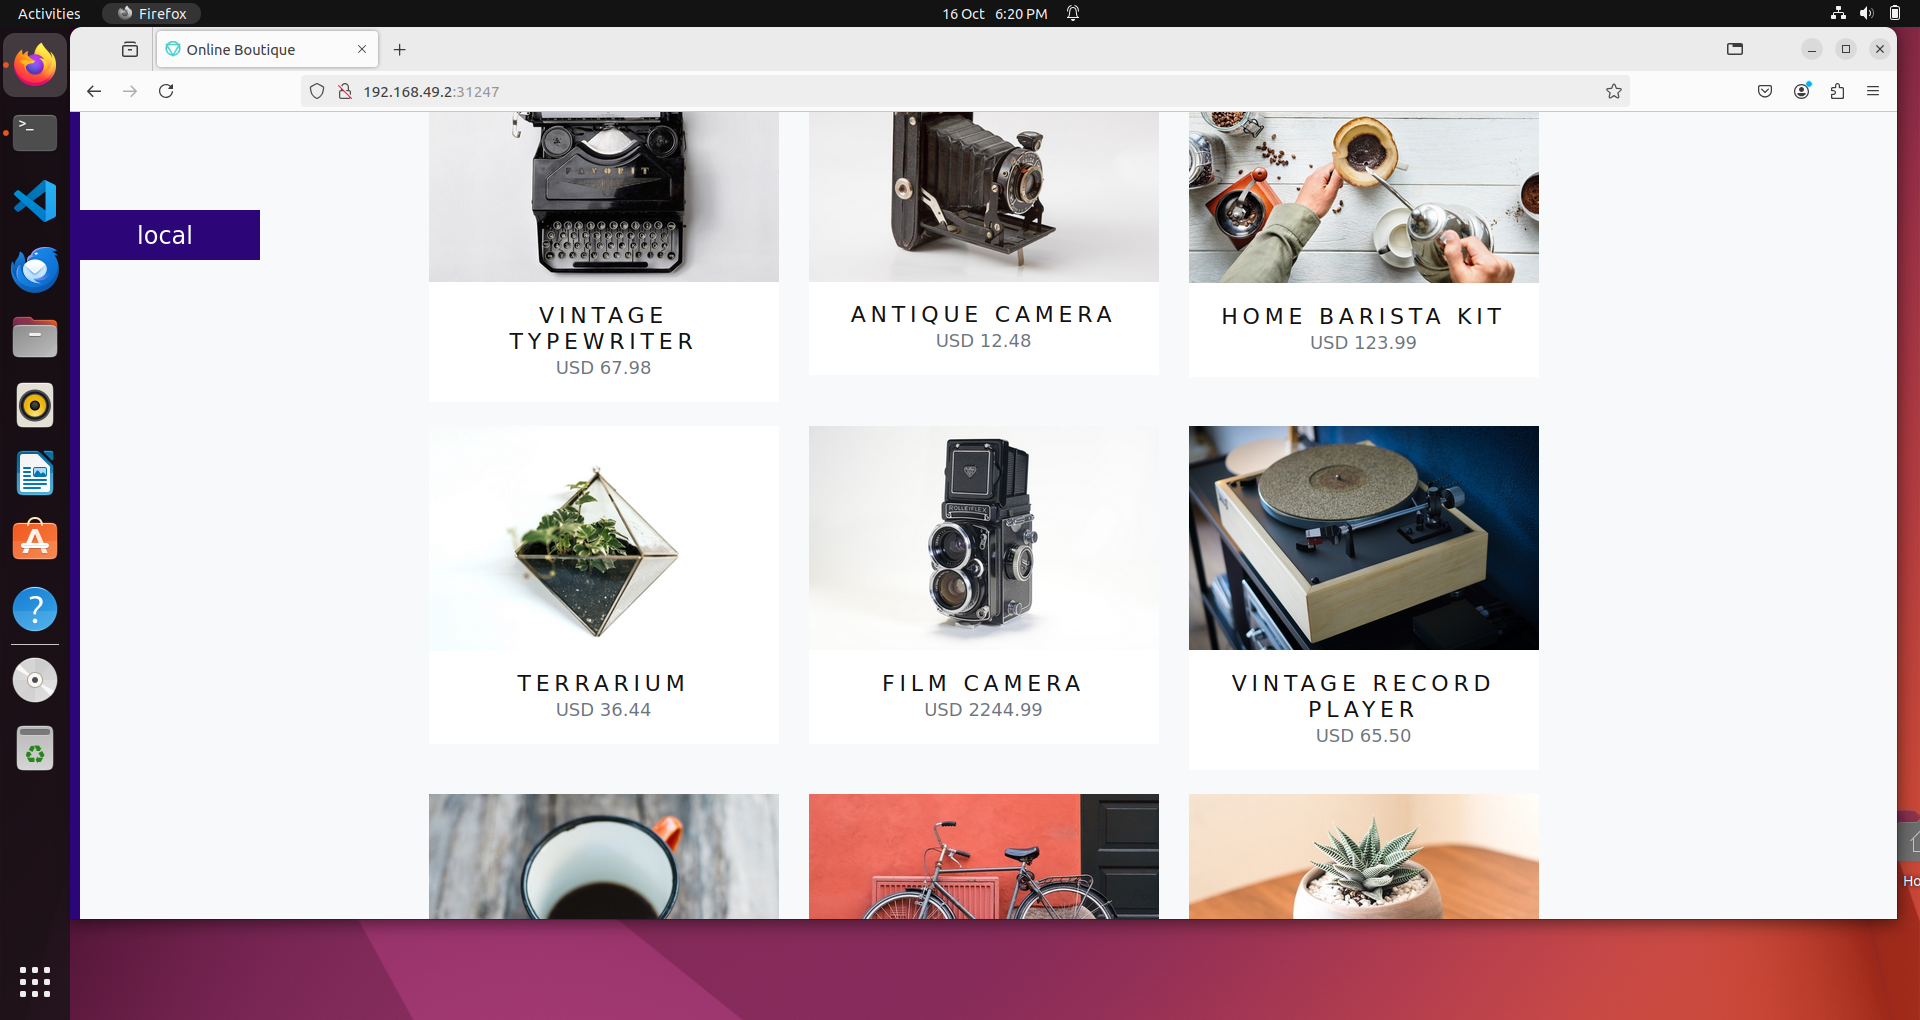 Activities
Firefox
16 Oct 6:20 PM
Online Boutique
192.168.49.2:31247
>_
local
FAVORIT
VINTAGE
TYPEWRITER
USD 67.98
ANTIQUE CAMERA
USD 12.48
HOME BARISTA KIT
USD 123.99
ROLLEIFLEX
TERRARIUM
USD 36.44
FILM CAMERA
USD 2244.99
VINTAGE RECORD
PLAYER
USD 65.50
?
Ho